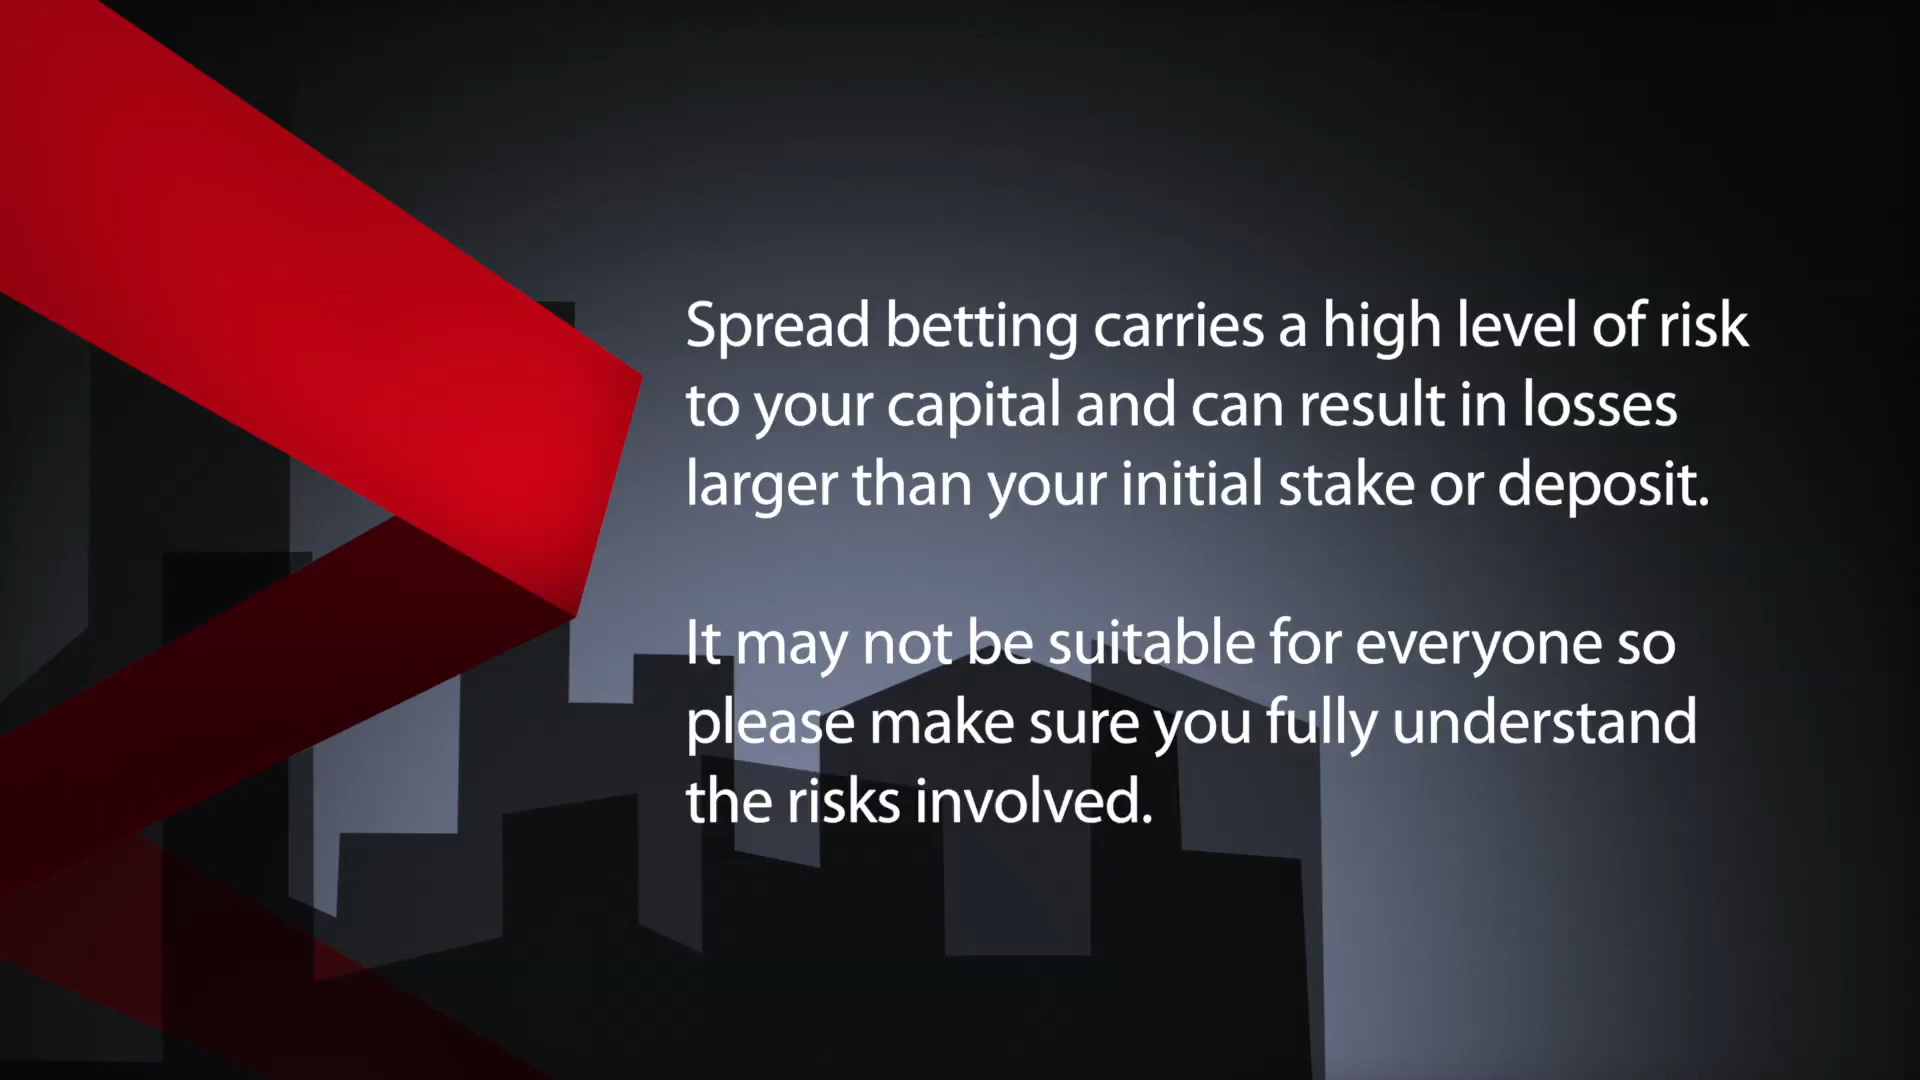 Spread betting carries a high level of risk
to your capital and can result in losses
larger than your initial stake or deposit.
It may not be suitable for everyone so
please make sure you fully understand
the risks involved.